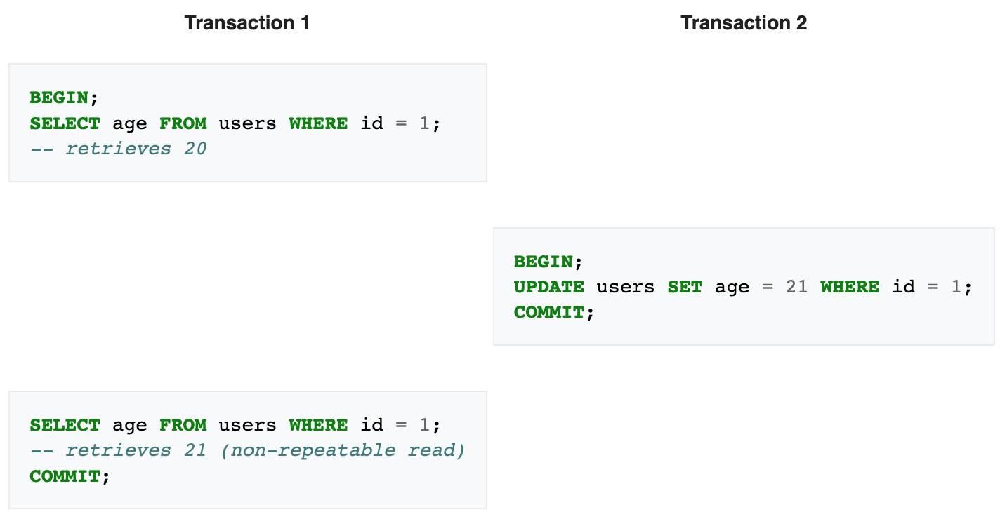 Transaction 1
Transaction 2
BEGIN;
SELECT age FROM users WHERE id = 1;
-- retrieves 20
BEGIN;
UPDATE users SET age = 21 WHERE id = 1;
COMMIT;
SELECT age FROM users WHERE id = 1;
-- retrieves 21 (non-repeatable read)
COMMIT;